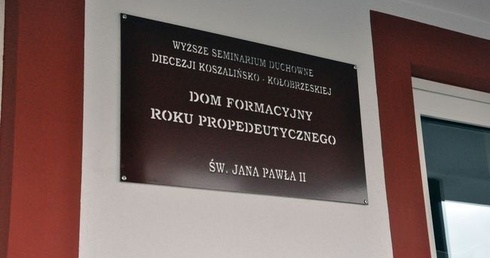 WYŻSZE SEMINARIUM DUCHOWNE
DIECEZJI KOSZALIŃSKO - KOŁOBRZESKIEJ
DOM FORMACYJNY
ROKU PROPEDEUTYCZNEGO
ŚW. JANA PAWŁA II